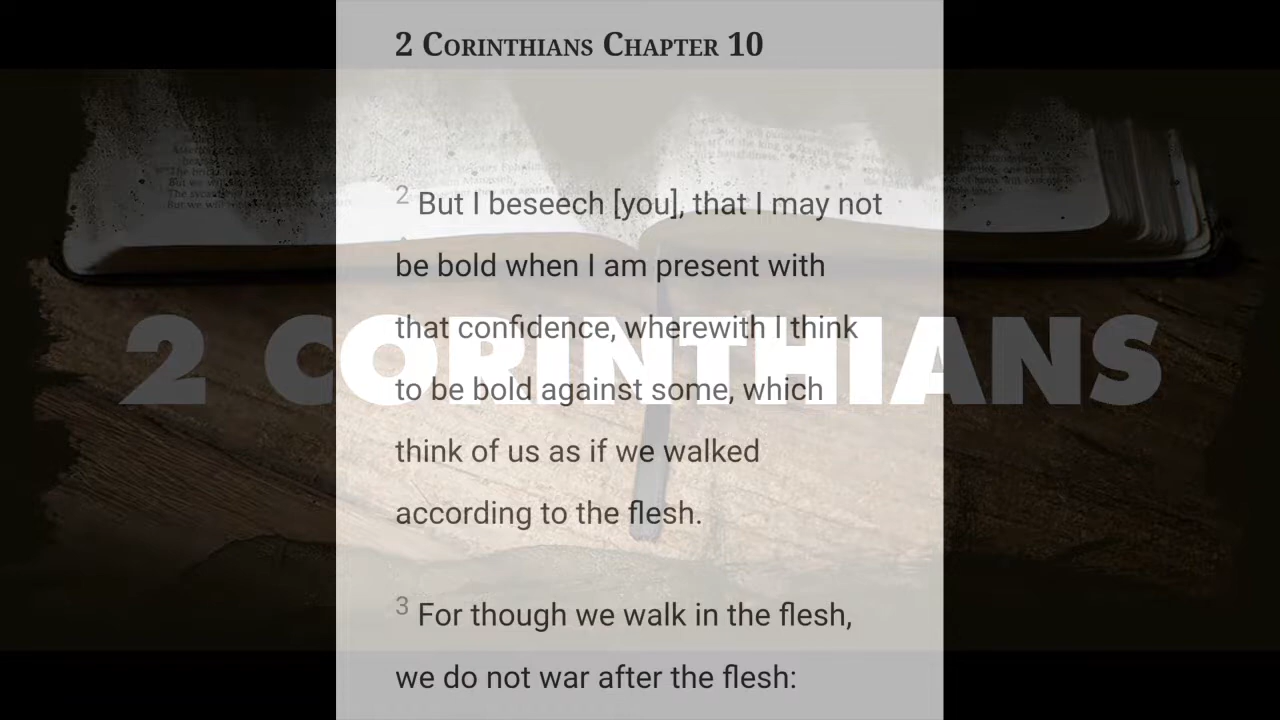 2 Corinthians Chapter 10
2 But I beseech [you], that I may not
be bold when I am present with
that confidence, wherewith I think
to be bold against some, which
think of us as if we walked
according to the flesh.
3 For though we walk in the flesh,
we do not war after the flesh:
2 CORINTHIANS